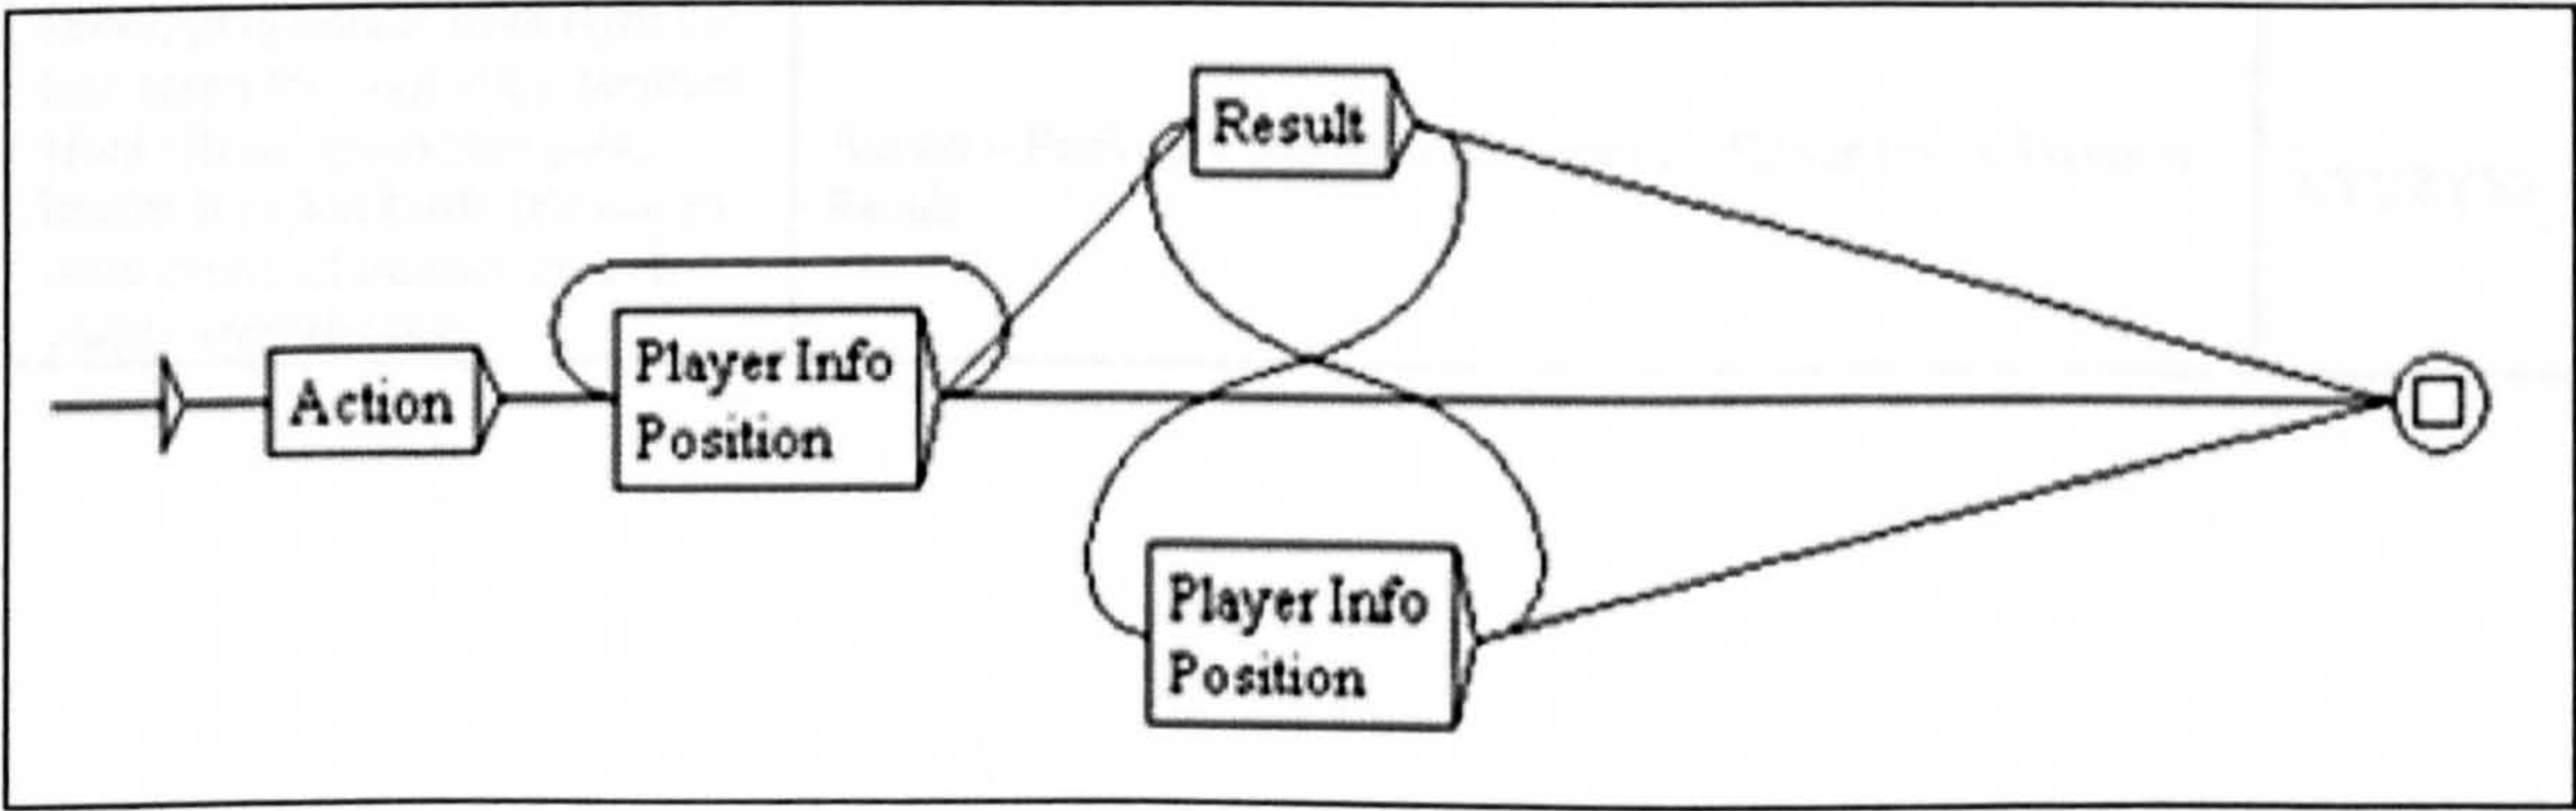 Result
Player Info
Position
Action
Player Info
Position